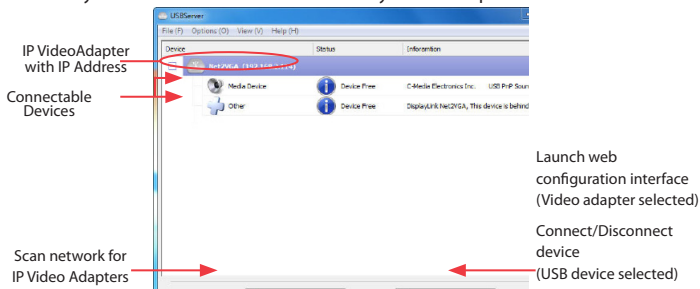 USBServer
File (F) Options (O) View (V) Help (H)
Device Status Inforamtion
IP VideoAdapter
with IP Address
Net2VGA
Connectable
Devices
Media Device Device Free C-Media Electronics Inc. USB PnP Soun
Other Device Free DisplayLink Net2VGA, This device is behind
Launch web
configuration interface
(Video adapter selected)
Connect/Disconnect
device
(USB device selected)
Scan network for
IP Video Adapters